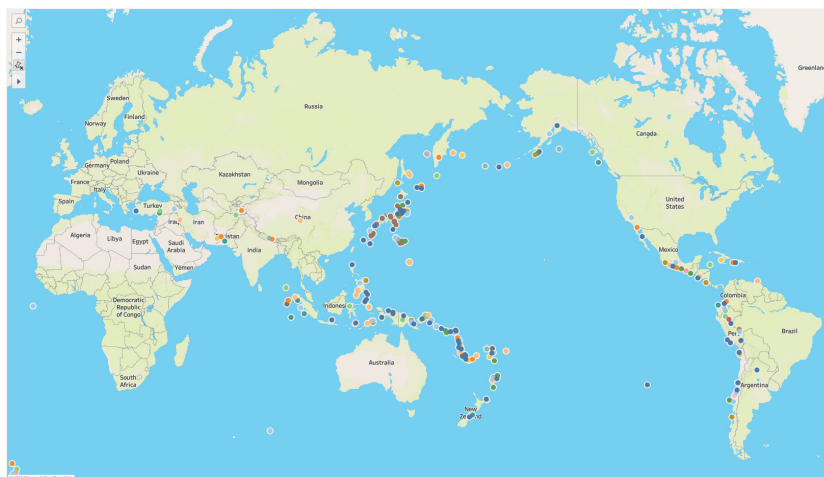 Greenland
Sweden
Finland
Russia
Norway
Canada
Poland
Germany
Ukraine
France
Kazakhstan
Italy
Mongolia
United
States
Spain
Turkey
China
Iraq
Iran
Algeria
Libya
Egypt
Saudi
Arabia
India
Mexico
Sudan
Yemen
Colombia
Democratic
Republic
of Congo
Indones
Peru
Brazil
Australia
South
Africa
Argentina
New